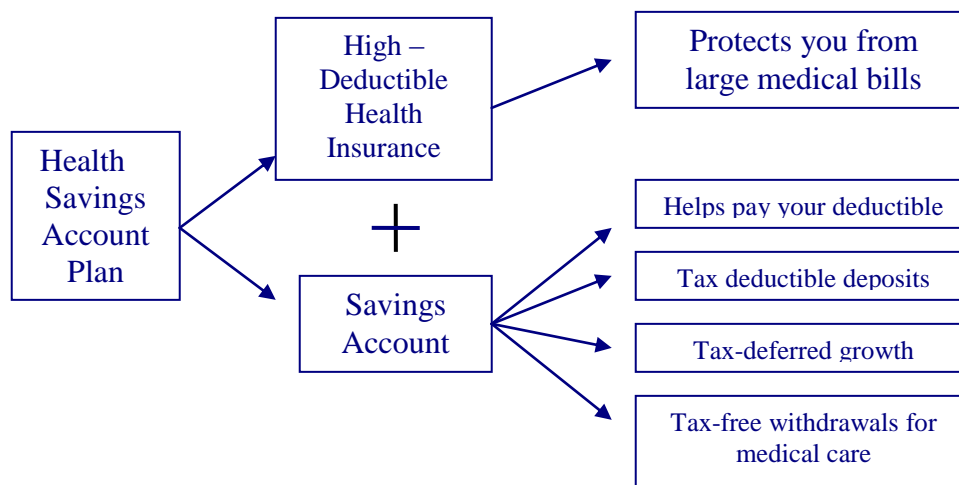 Health
Savings
Account
Plan
High –
Deductible
Health
Insurance
+
Savings
Account
Protects you from
large medical bills
Helps pay your deductible
Tax deductible deposits
Tax-deferred growth
Tax-free withdrawals for
medical care